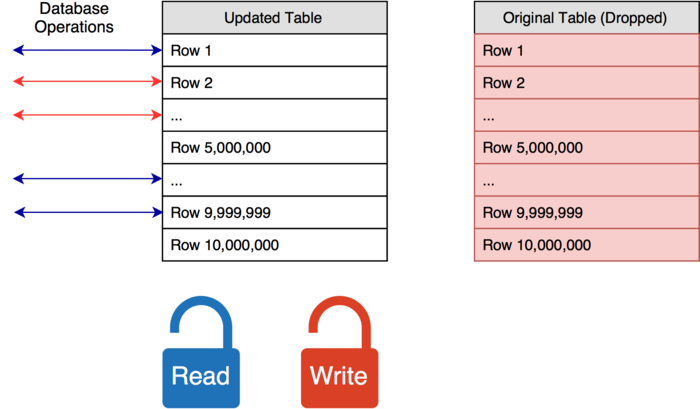 Database
Operations
Updated Table
Row 1
Row 2
...
Row 5,000,000
...
Row 9,999,999
Row 10,000,000
Original Table (Dropped)
Row 1
Row 2
...
Row 5,000,000
...
Row 9,999,999
Row 10,000,000
Read
Write